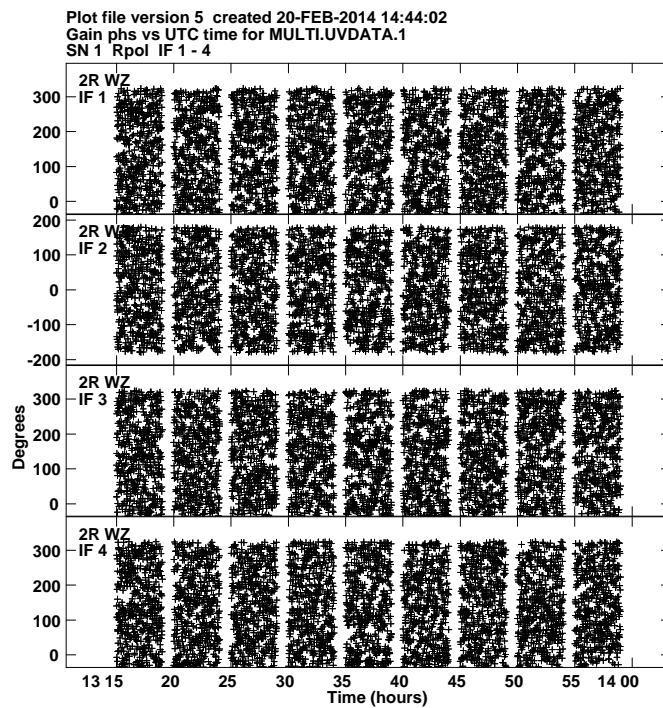 Plot file version 5 created 20-FEB-2014 14:44:02
Gain phs vs UTC time for MULTI.UVDATA.1
SN 1 Rpol IF 1 - 4
2R WZ
IF 1
300
200
100
0
2R WZ
IF 2
200
100
0
-100
-200
2R WZ
IF 3
300
200
100
0
2R WZ
IF 4
300
200
100
0
Degrees
13 15 20 25 30 35 40 45 50 55 14 00
Time (hours)